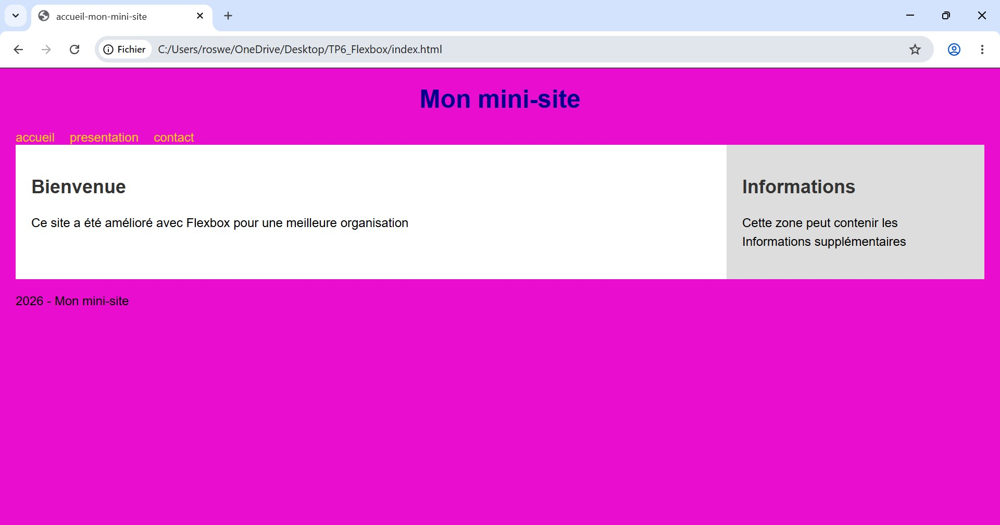 accueil-mon-mini-site
Fichier C:/Users/roswe/OneDrive/Desktop/TP6_Flexbox/index.html
Mon mini-site
accueil presentation contact
Bienvenue
Ce site a été amélioré avec Flexbox pour une meilleure organisation
Informations
Cette zone peut contenir les
Informations supplémentaires
2026 - Mon mini-site